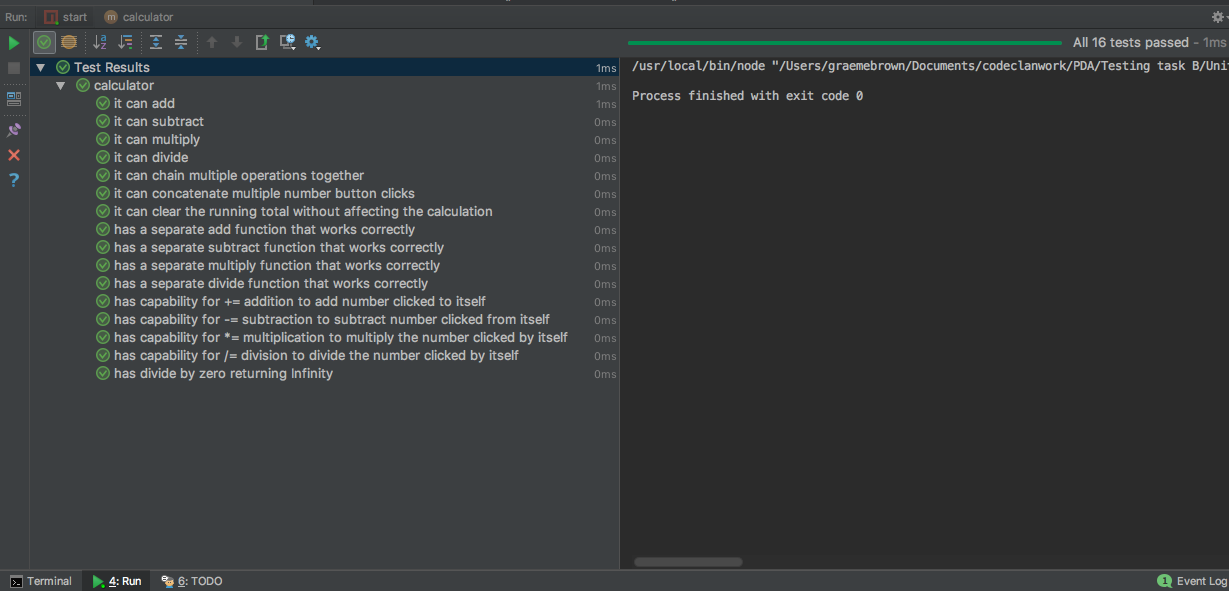 Run: start calculator
All 16 tests passed - 1ms
Test Results 1ms
calculator 1ms
it can add 1ms
it can subtract 0ms
it can multiply 0ms
it can divide 0ms
it can chain multiple operations together 0ms
it can concatenate multiple number button clicks 0ms
it can clear the running total without affecting the calculation 0ms
has a separate add function that works correctly 0ms
has a separate subtract function that works correctly 0ms
has a separate multiply function that works correctly 0ms
has a separate divide function that works correctly 0ms
has capability for += addition to add number clicked to itself 0ms
has capability for -= subtraction to subtract number clicked from itself 0ms
has capability for *= multiplication to multiply the number clicked by itself 0ms
has capability for /= division to divide the number clicked by itself 0ms
has divide by zero returning Infinity 0ms
/usr/local/bin/node "/Users/graemebrown/Documents/codeclanwork/PDA/Testing task B/Uni
Process finished with exit code 0
Terminal 4: Run 6: TODO 1 Event Log